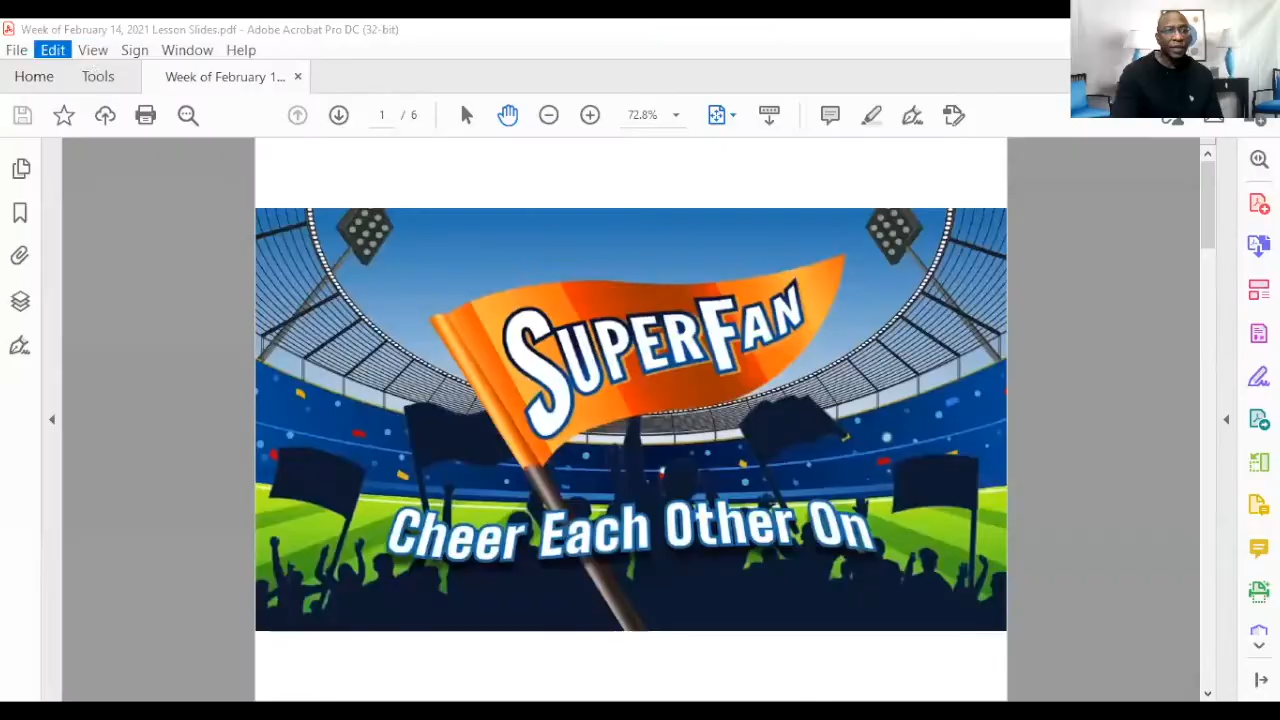 Week of February 14, 2021 Lesson Slides.pdf - Adobe Acrobat Pro DC (32-bit)
File Edit View Sign Window Help
Home Tools Week of February 1... ×
1 / 6 72.8%
SUPERFAN
Cheer Each Other On